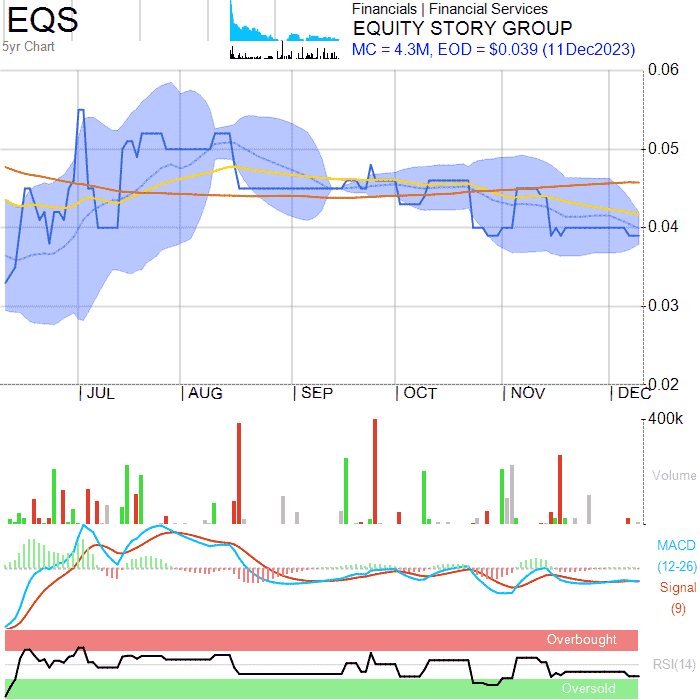 EQS
5yr Chart
Financials | Financial Services
EQUITY STORY GROUP
MC = 4.3M, EOD = $0.039 (11Dec2023)
0.06
0.05
0.04
0.03
0.02
| JUL | AUG | SEP | OCT | NOV | DEC
400k
Volume
MACD
(12-26)
Signal
(9)
Overbought
RSI(14)
Oversold